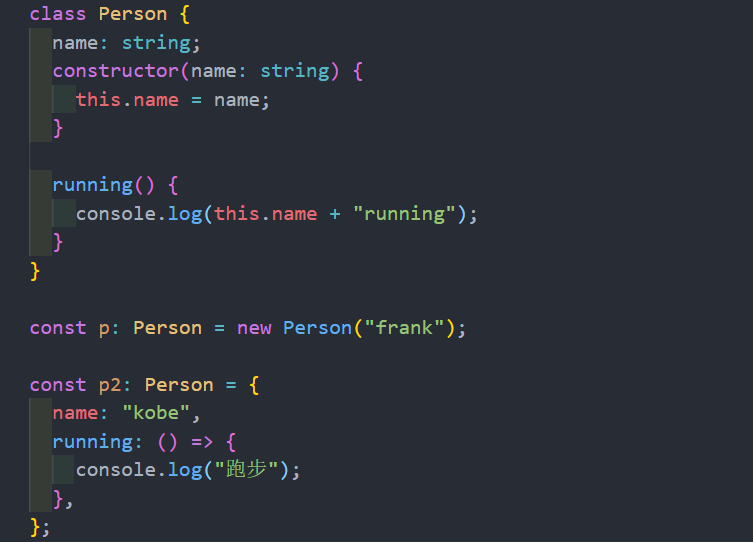 class Person {
  name: string;
  constructor(name: string) {
    this.name = name;
  }

  running() {
    console.log(this.name + "running");
  }
}

const p: Person = new Person("frank");

const p2: Person = {
  name: "kobe",
  running: () => {
    console.log("跑步");
  },
};